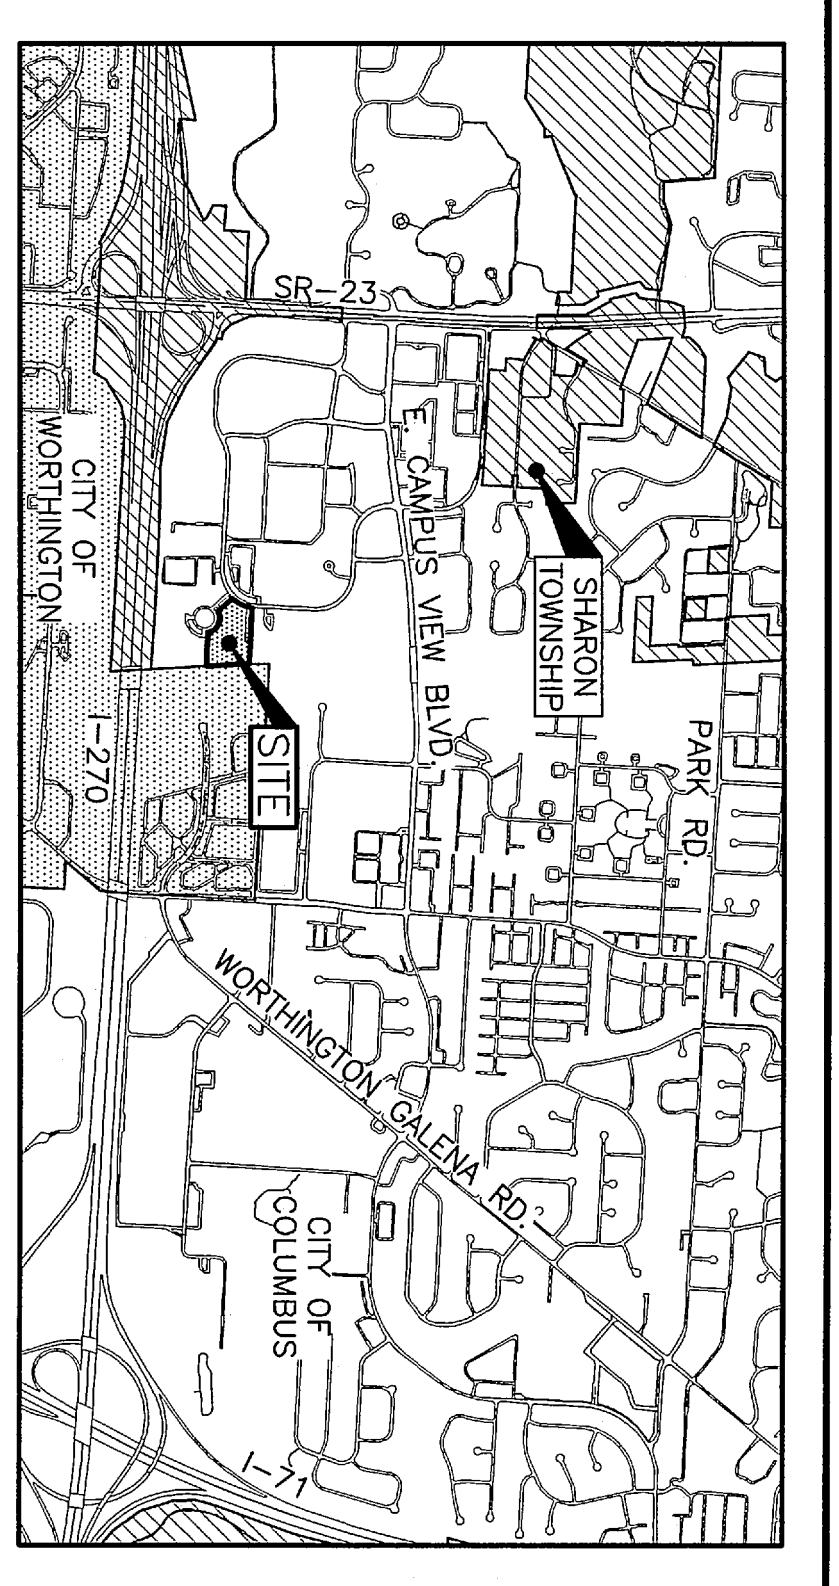 SR-23
E. CAMPUS VIEW BLVD.
CITY OF
WORTHINGTON
SHARON
TOWNSHIP
SITE
PARK RD.
I-270
WORTHINGTON GALENA RD.
CITY OF
COLUMBUS
I-71